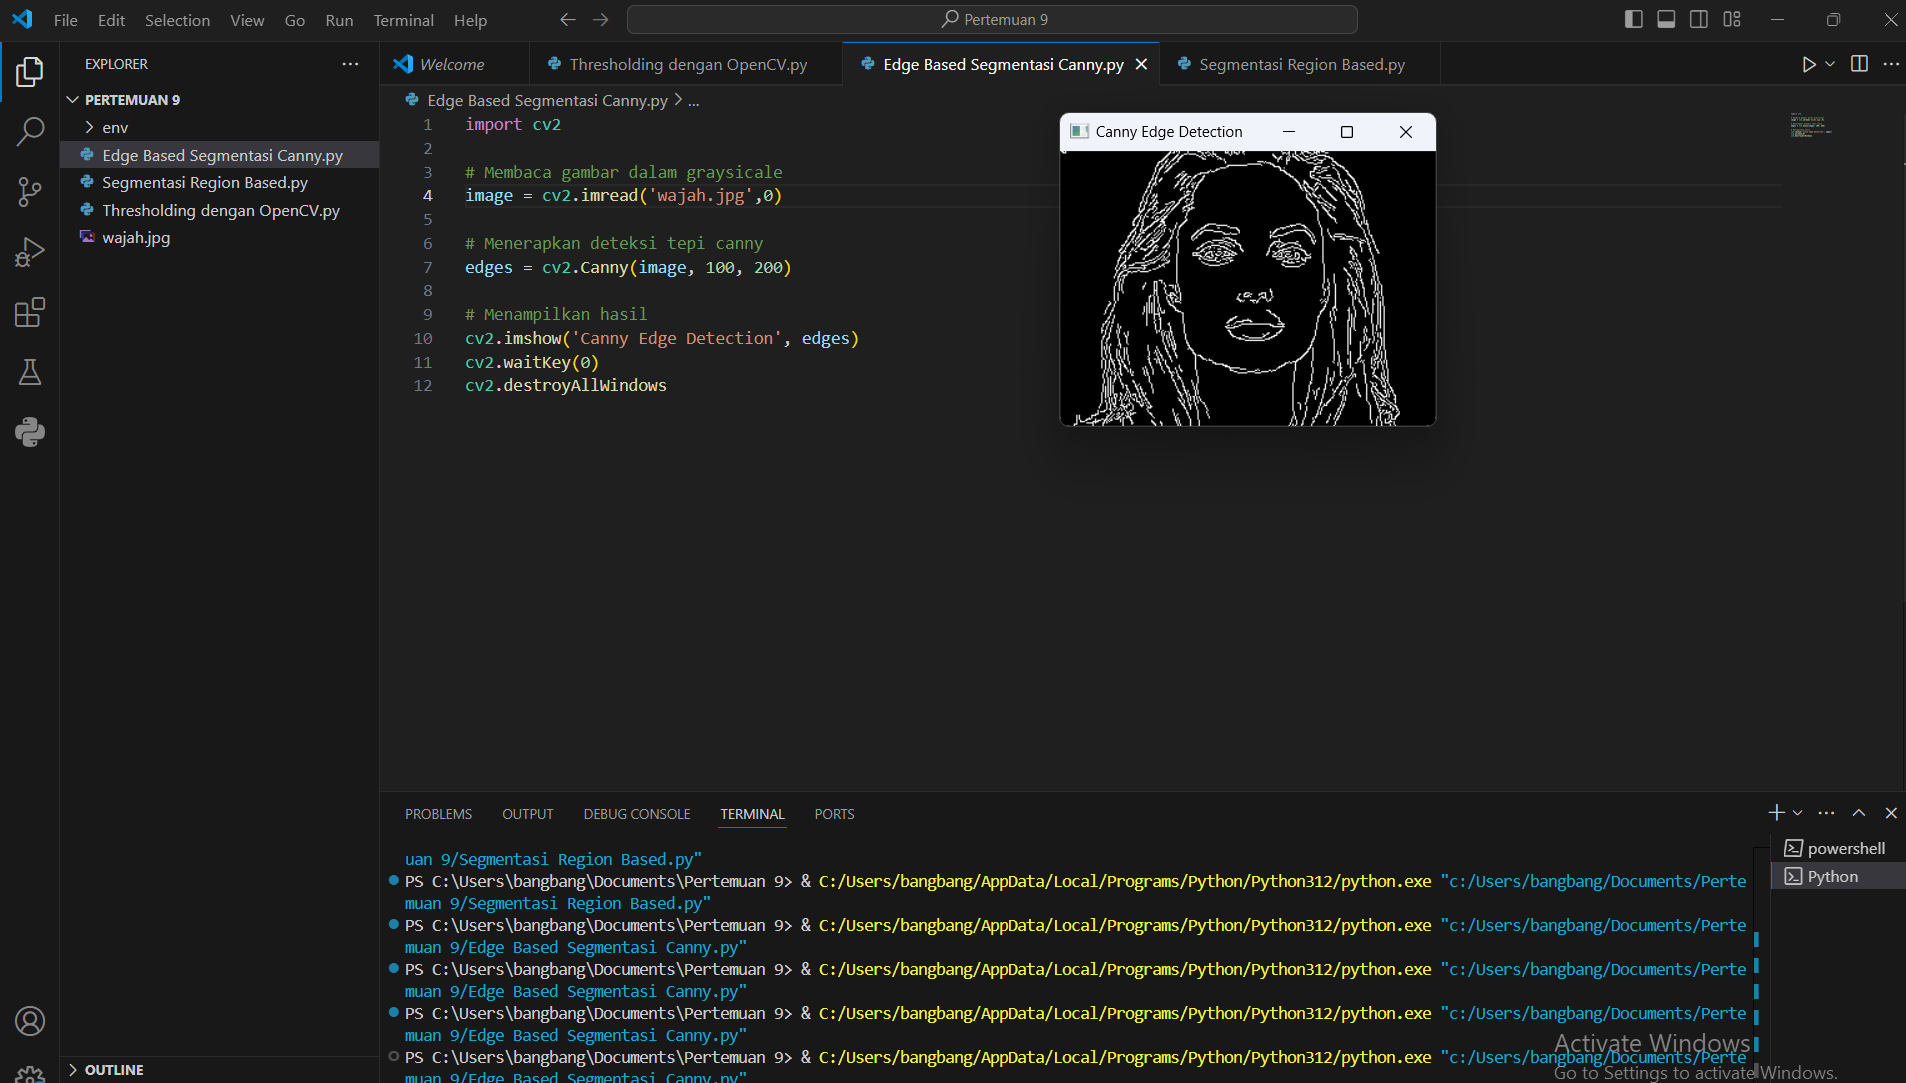 File Edit Selection View Go Run Terminal Help
Pertemuan 9
EXPLORER
PERTEMUAN 9
env
Edge Based Segmentasi Canny.py
Segmentasi Region Based.py
Thresholding dengan OpenCV.py
wajah.jpg
OUTLINE
Welcome
Thresholding dengan OpenCV.py
Edge Based Segmentasi Canny.py
Segmentasi Region Based.py
Edge Based Segmentasi Canny.py > ...
1 import cv2
2
3 # Membaca gambar dalam graysicale
4 image = cv2.imread('wajah.jpg',0)
5
6 # Menerapkan deteksi tepi canny
7 edges = cv2.Canny(image, 100, 200)
8
9 # Menampilkan hasil
10 cv2.imshow('Canny Edge Detection', edges)
11 cv2.waitKey(0)
12 cv2.destroyAllWindows
Canny Edge Detection
PROBLEMS OUTPUT DEBUG CONSOLE TERMINAL PORTS
uan 9/Segmentasi Region Based.py"
PS C:\Users\bangbang\Documents\Pertemuan 9> & C:/Users/bangbang/AppData/Local/Programs/Python/Python312/python.exe "c:/Users/bangbang/Documents/Perte
muan 9/Segmentasi Region Based.py"
PS C:\Users\bangbang\Documents\Pertemuan 9> & C:/Users/bangbang/AppData/Local/Programs/Python/Python312/python.exe "c:/Users/bangbang/Documents/Perte
muan 9/Edge Based Segmentasi Canny.py"
PS C:\Users\bangbang\Documents\Pertemuan 9> & C:/Users/bangbang/AppData/Local/Programs/Python/Python312/python.exe "c:/Users/bangbang/Documents/Perte
muan 9/Edge Based Segmentasi Canny.py"
PS C:\Users\bangbang\Documents\Pertemuan 9> & C:/Users/bangbang/AppData/Local/Programs/Python/Python312/python.exe "c:/Users/bangbang/Documents/Perte
muan 9/Edge Based Segmentasi Canny.py"
PS C:\Users\bangbang\Documents\Pertemuan 9> & C:/Users/bangbang/AppData/Local/Programs/Python/Python312/python.exe "c:/Users/bangbang/Documents/Perte
muan 9/Edge Based Segmentasi Canny.py"
powershell
Python
Activate Windows
Go to Settings to activate Windows.